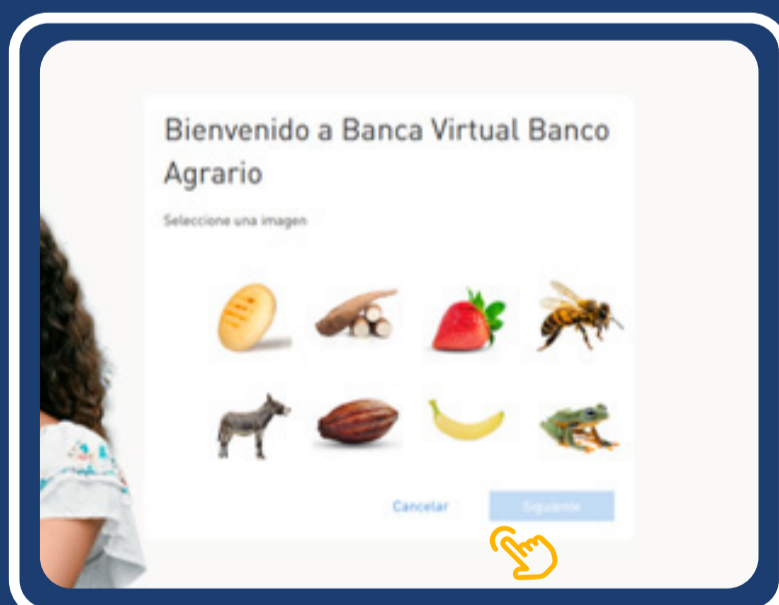 Bienvenido a Banca Virtual Banco
Agrario
Seleccione una imagen
Cancelar
Siguiente